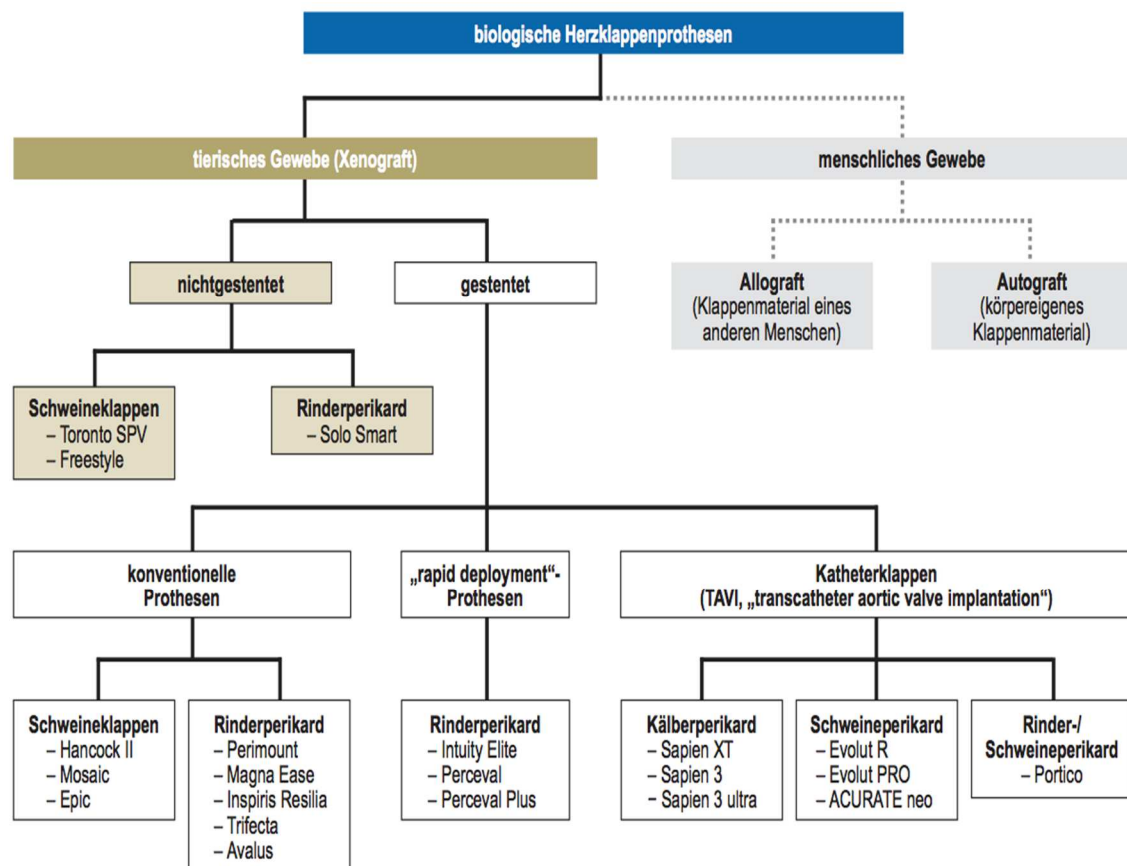 biologische Herzklappenprothesen
tierisches Gewebe (Xenograft)
menschliches Gewebe
nichtgestentet
gestentet
Allograft
(Klappenmaterial eines
anderen Menschen)
Autograft
(körpereigenes
Klappenmaterial)
Schweineklappen
– Toronto SPV
– Freestyle
Rinderperikard
– Solo Smart
konventionelle
Prothesen
„rapid deployment“-
Prothesen
Katheterklappen
(TAVI, „transcatheter aortic valve implantation“)
Schweineklappen
– Hancock II
– Mosaic
– Epic
Rinderperikard
– Perimount
– Magna Ease
– Inspiris Resilia
– Trifecta
– Avalus
Rinderperikard
– Intuity Elite
– Perceval
– Perceval Plus
Kälberperikard
– Sapien XT
– Sapien 3
– Sapien 3 ultra
Schweineperikard
– Evolut R
– Evolut PRO
– ACURATE neo
Rinder-/
Schweineperikard
– Portico